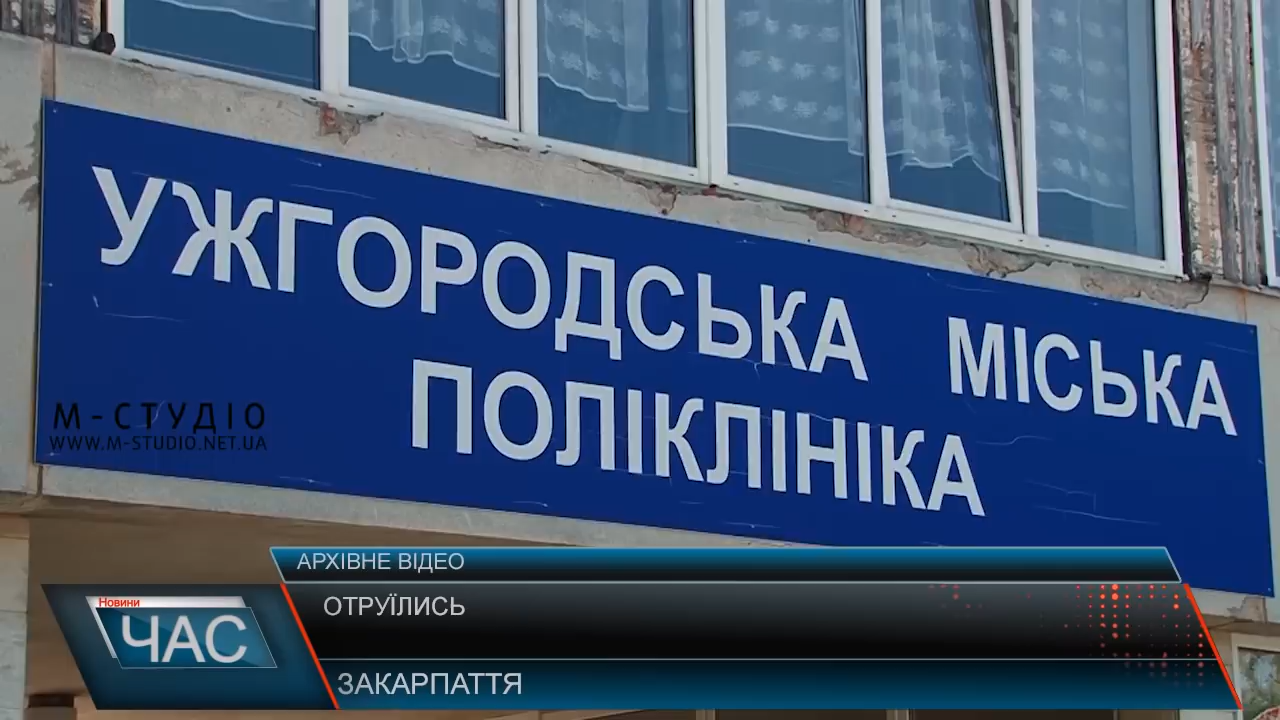 УЖГОРОДСЬКА МІСЬКА
ПОЛІКЛІНІКА
М-СТУДІО
WWW.M-STUDIO.NET.UA
АРХІВНЕ ВІДЕО
Новини
ЧАС
ОТРУЇЛИСЬ
ЗАКАРПАТТЯ